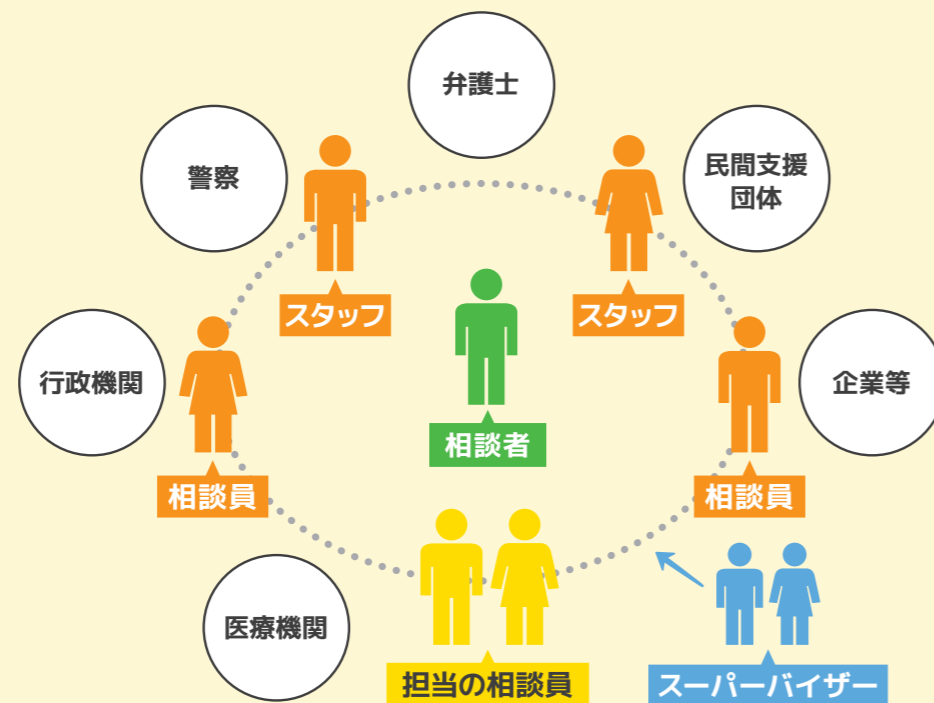 弁護士
警察
民間支援
団体
スタッフ
スタッフ
行政機関
企業等
相談者
相談員
相談員
医療機関
担当の相談員
スーパーバイザー